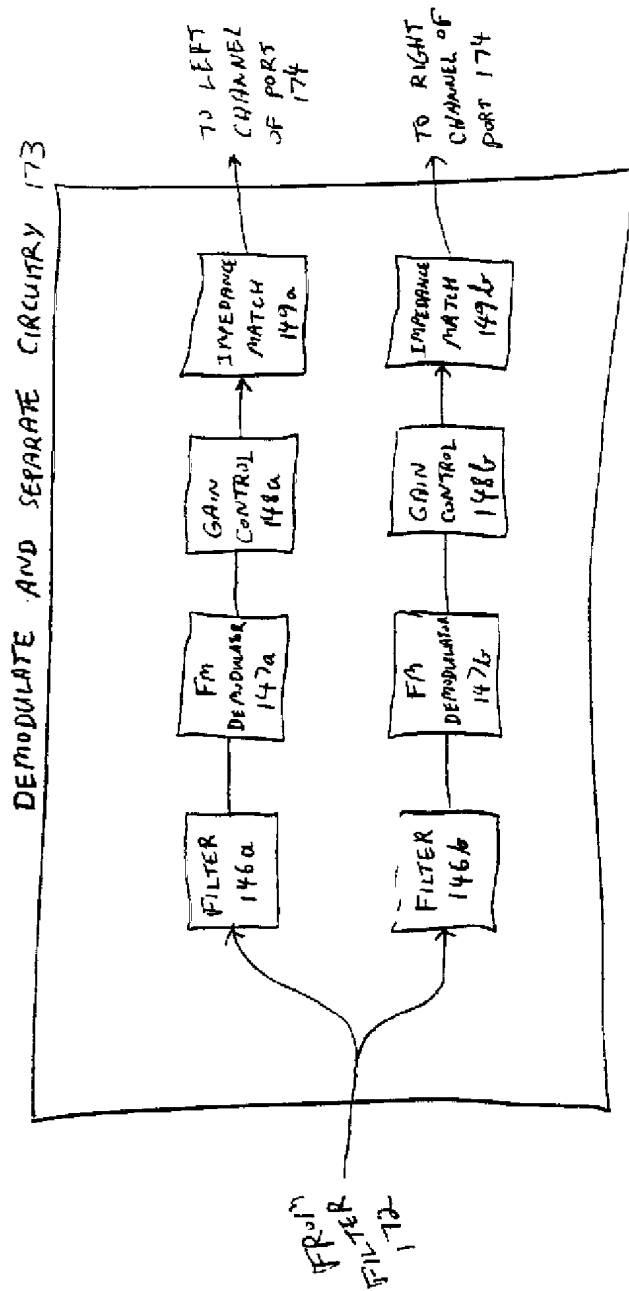 DEMODULATE AND SEPARATE CIRCUITRY 173
FROM
FILTER
172
FILTER
146a
FM
DEMODULATOR
147a
GAIN
CONTROL
148a
IMPEDANCE
MATCH
149a
TO LEFT
CHANNEL
OF PORT
174
FILTER
146b
FM
DEMODULATOR
147b
GAIN
CONTROL
148b
IMPEDANCE
MATCH
149b
TO RIGHT
CHANNEL OF
PORT 174